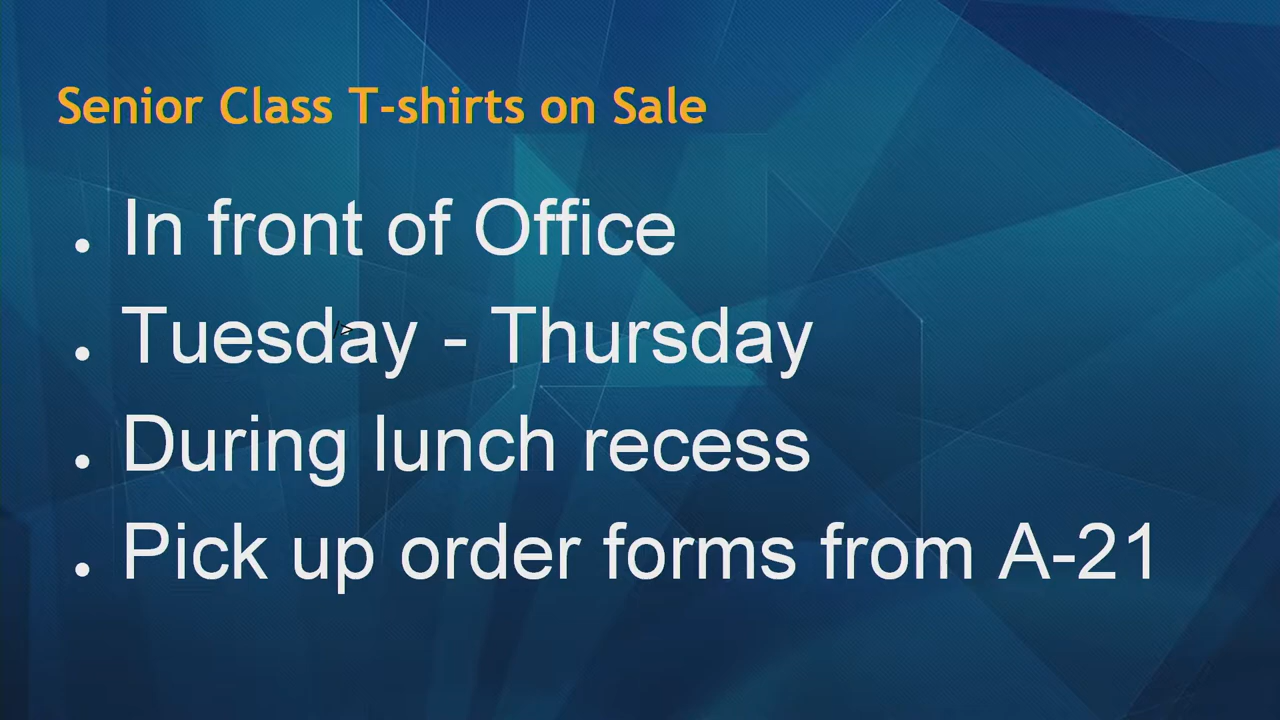 Senior Class T-shirts on Sale
• In front of Office
• Tuesday - Thursday
• During lunch recess
• Pick up order forms from A-21